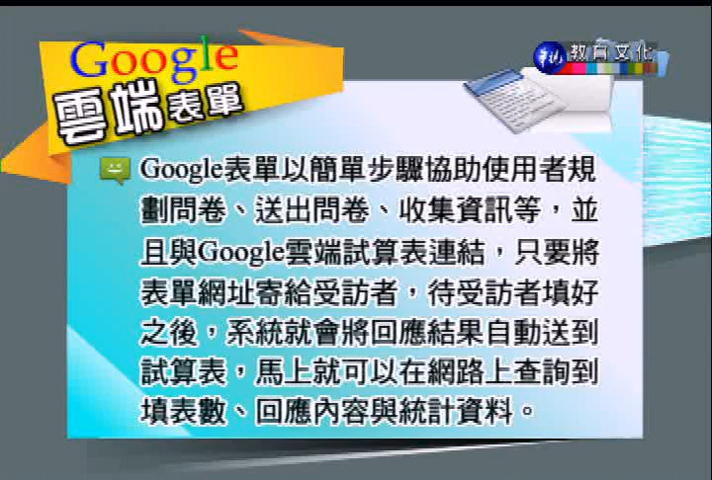 Google
雲端表單
華視 教育文化
Google表單以簡單步驟協助使用者規
劃問卷、送出問卷、收集資訊等，並
且與Google雲端試算表連結，只要將
表單網址寄給受訪者，待受訪者填好
之後，系統就會將回應結果自動送到
試算表，馬上就可以在網路上查詢到
填表數、回應內容與統計資料。